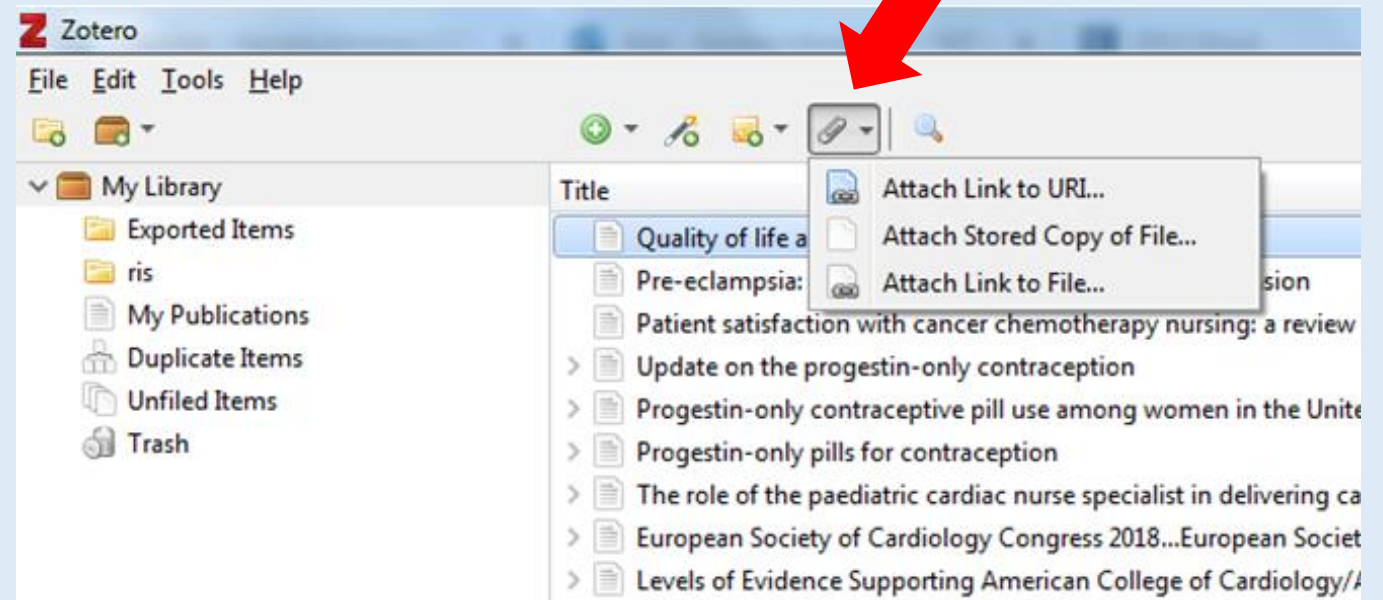 Zotero
File Edit Tools Help
My Library
Exported Items
ris
My Publications
Duplicate Items
Unfiled Items
Trash
Title
Attach Link to URI...
Attach Stored Copy of File...
Attach Link to File...
Quality of life a
Pre-eclampsia: sion
Patient satisfaction with cancer chemotherapy nursing: a review
Update on the progestin-only contraception
Progestin-only contraceptive pill use among women in the Unite
Progestin-only pills for contraception
The role of the paediatric cardiac nurse specialist in delivering ca
European Society of Cardiology Congress 2018...European Societ
Levels of Evidence Supporting American College of Cardiology/A